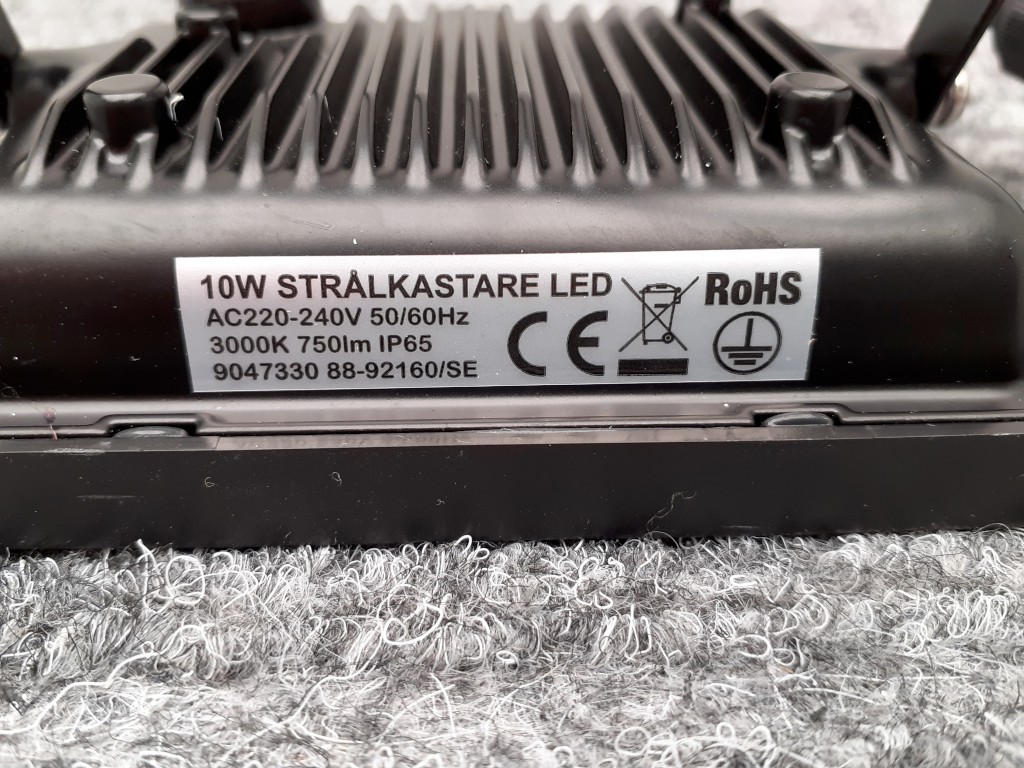 10W STRÅLKASTARE LED
AC220-240V 50/60Hz
3000K 750lm IP65
9047330 88-92160/SE
CE
RoHS